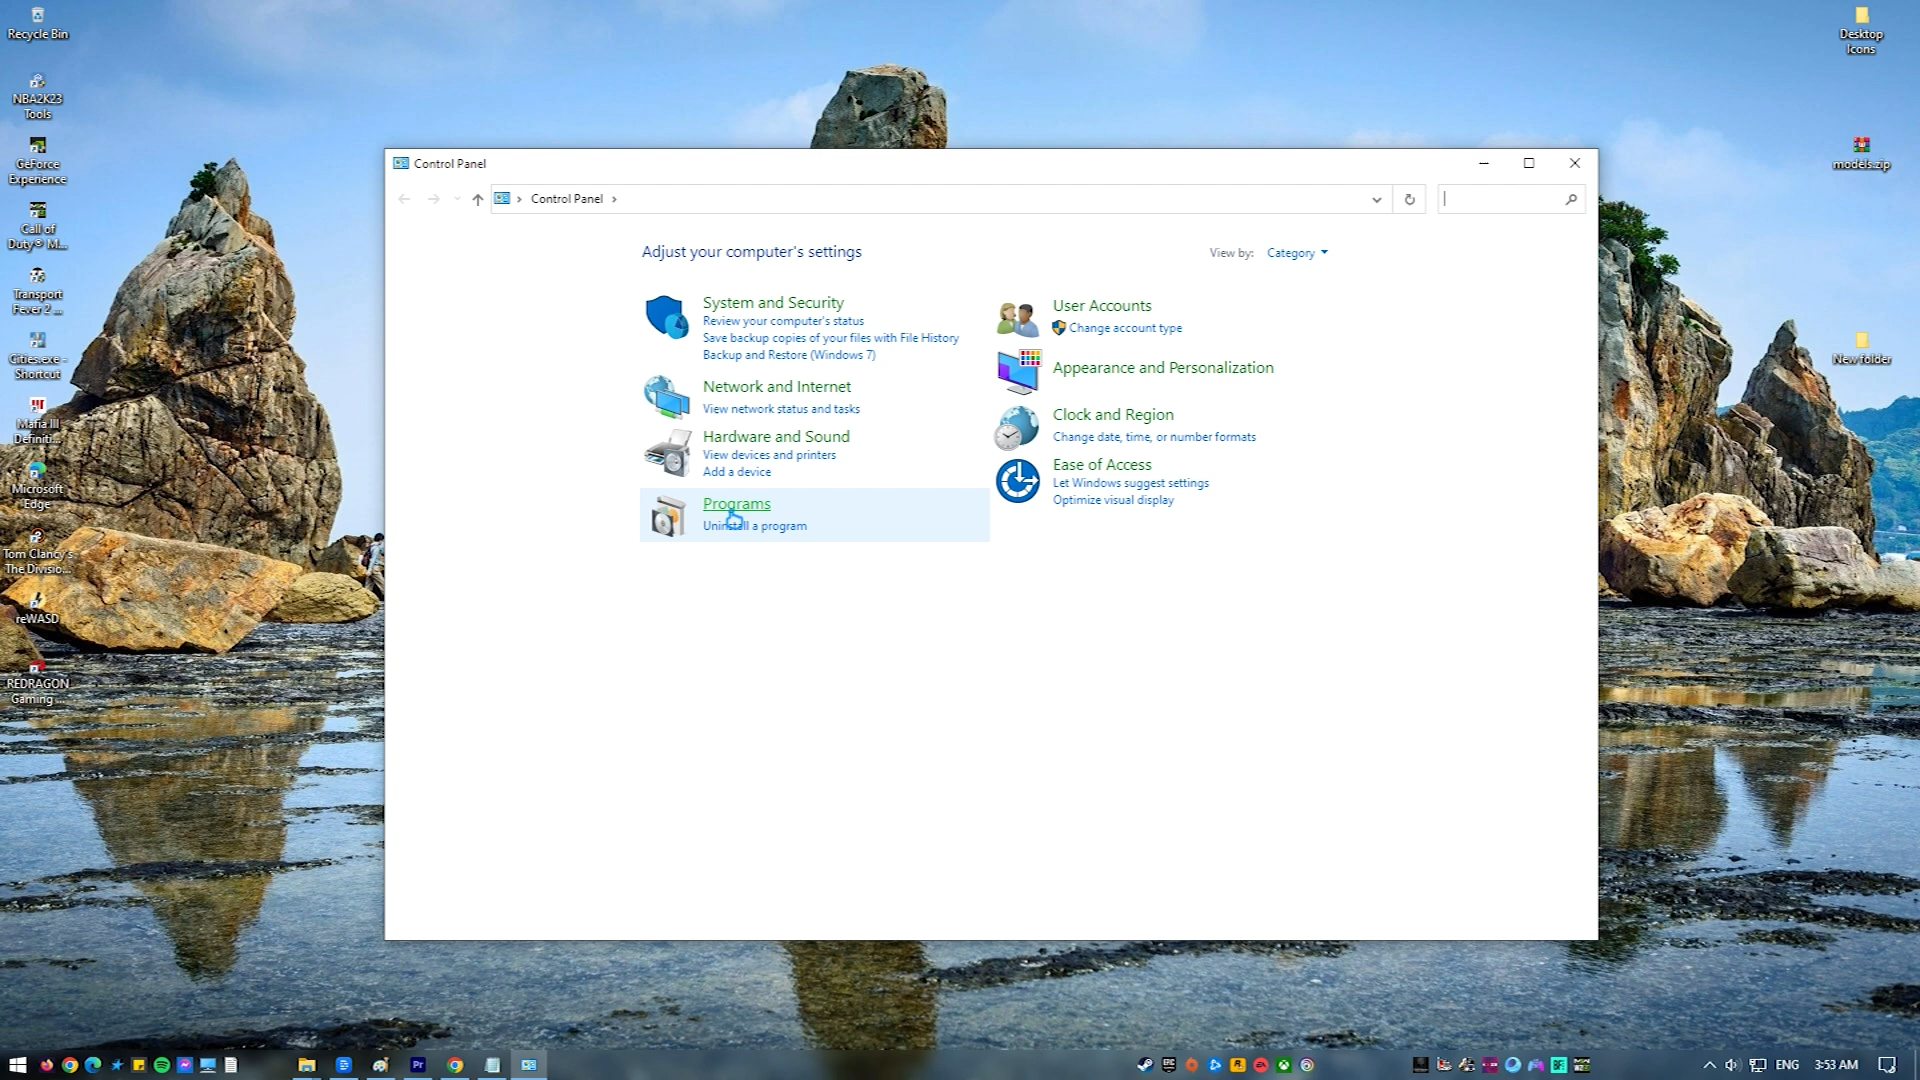 Recycle Bin
NBA2K23
Tools
GeForce
Experience
Call of
Duty® M...
Transport
Fever 2 ...
Cities.exe -
Shortcut
Mafia III
Definiti...
Microsoft
Edge
Tom Clancy's
The Divisio...
reWASD
REDRAGON
Gaming ...
Control Panel
Control Panel
Adjust your computer's settings
View by:
Category
System and Security
Review your computer's status
Save backup copies of your files with File History
Backup and Restore (Windows 7)
Network and Internet
View network status and tasks
Hardware and Sound
View devices and printers
Add a device
Programs
Uninstall a program
User Accounts
Change account type
Appearance and Personalization
Clock and Region
Change date, time, or number formats
Ease of Access
Let Windows suggest settings
Optimize visual display
Desktop
Icons
models.zip
New folder
Pr
ENG
3:53 AM